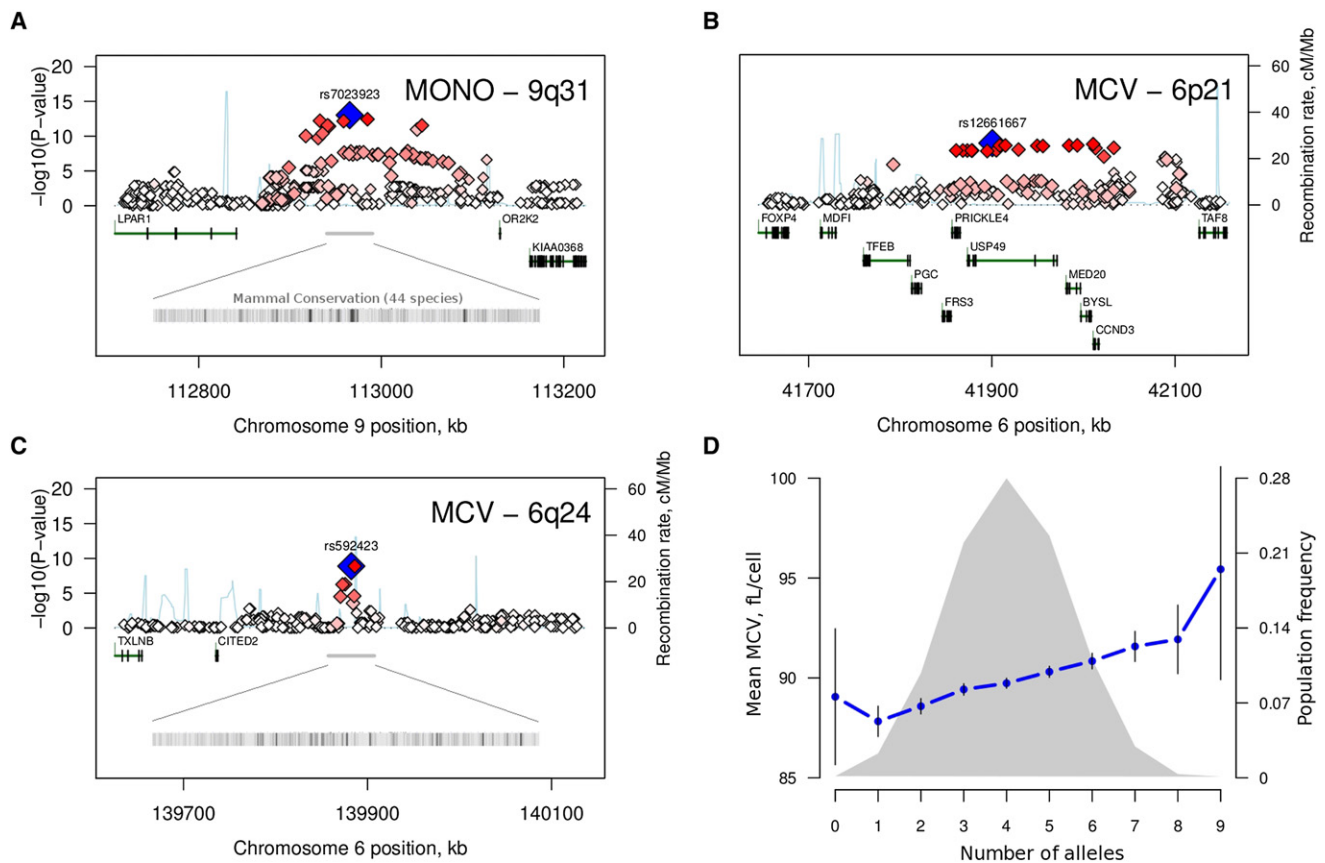 A
MONO – 9q31
rs7023923
–log10(P–value)
20
15
10
5
0
LPAR1
OR2K2
KIAA0368
Mammal Conservation (44 species)
112800
113000
113200
Chromosome 9 position, kb
B
MCV – 6p21
rs12661667
60
40
20
0
Recombination rate, cM/Mb
FOXP4
MDFI
PRICKLE4
TAF8
TFEB
USP49
PGC
MED20
FRS3
BYSL
CCND3
41700
41900
42100
Chromosome 6 position, kb
C
MCV – 6q24
rs592423
–log10(P–value)
20
15
10
5
0
60
40
20
0
Recombination rate, cM/Mb
TXLNB
CITED2
139700
139900
140100
Chromosome 6 position, kb
D
Mean MCV, fL/cell
100
95
90
85
0.28
0.21
0.14
0.07
0
Population frequency
0 1 2 3 4 5 6 7 8 9
Number of alleles